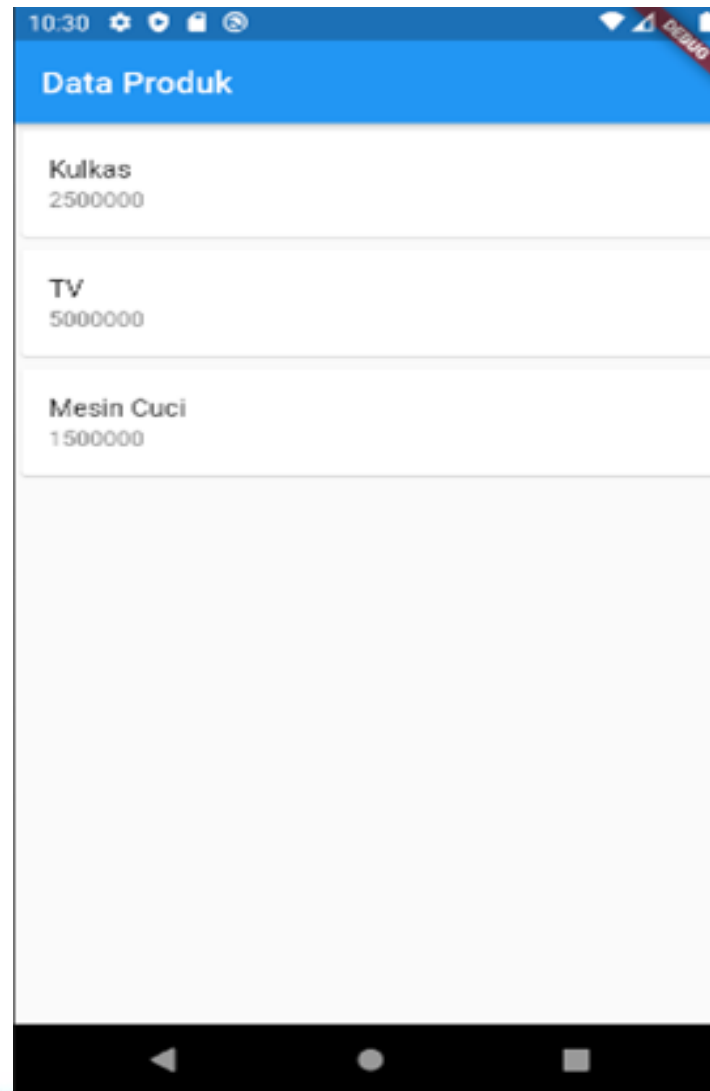 10:30
DEBUG
Data Produk
Kulkas
2500000
TV
5000000
Mesin Cuci
1500000